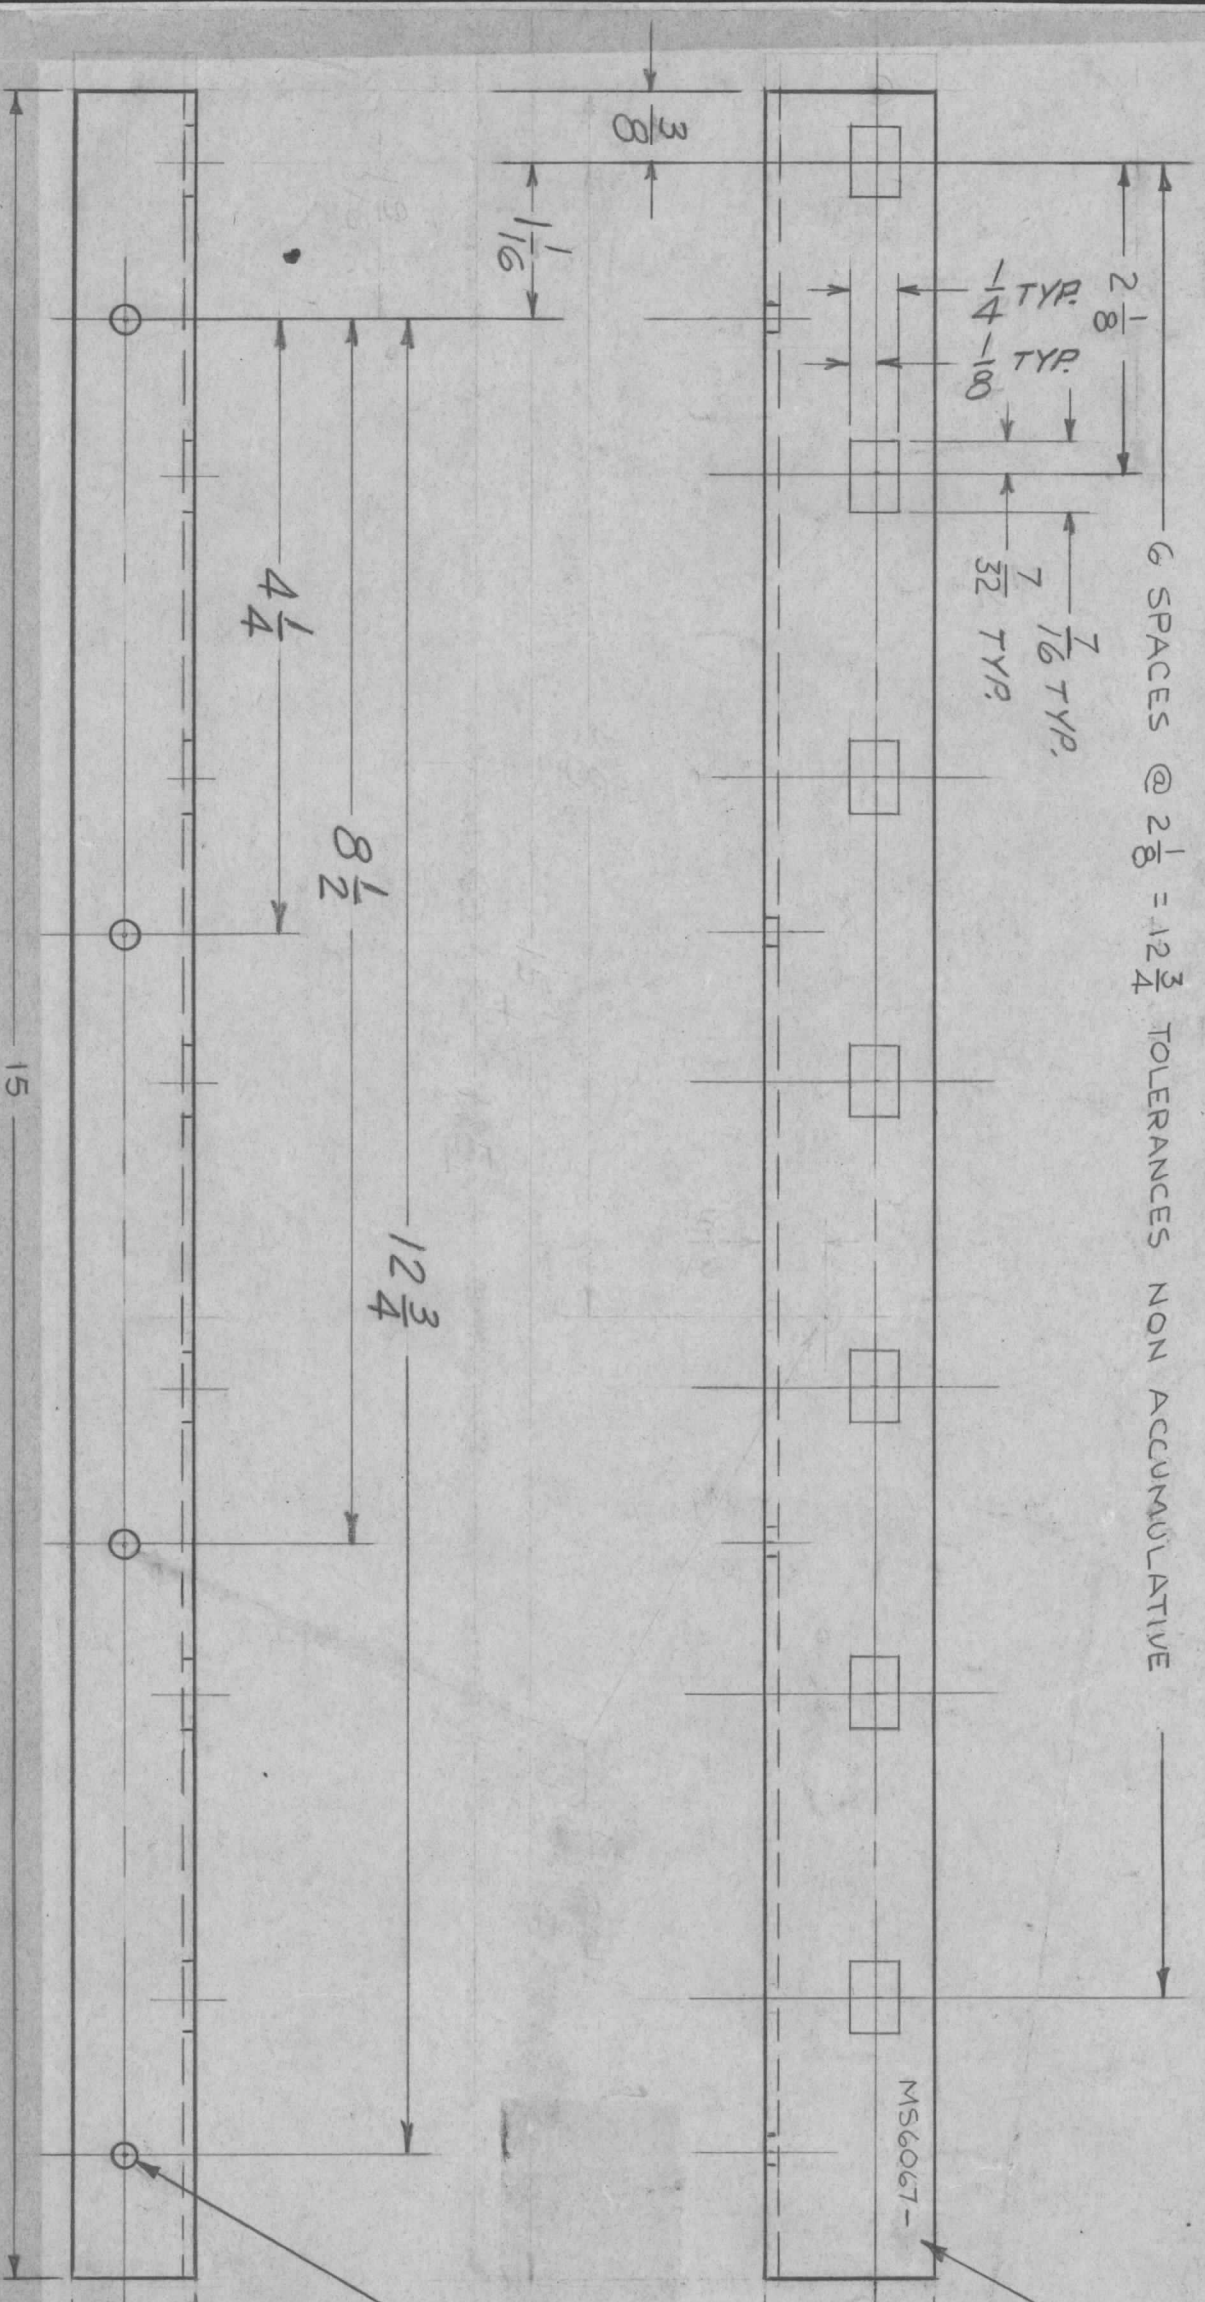 6 SPACES @ 2 1/8 = 12 3/4 TOLERANCES NON ACCUMULATIVE
2 1/8
7/16 TYP.
7/32 TYP.
1/4 TYP.
1/8 TYP.
MS6067-
3/8
1 1/16
12 3/4
8 1/2
4 1/4
15